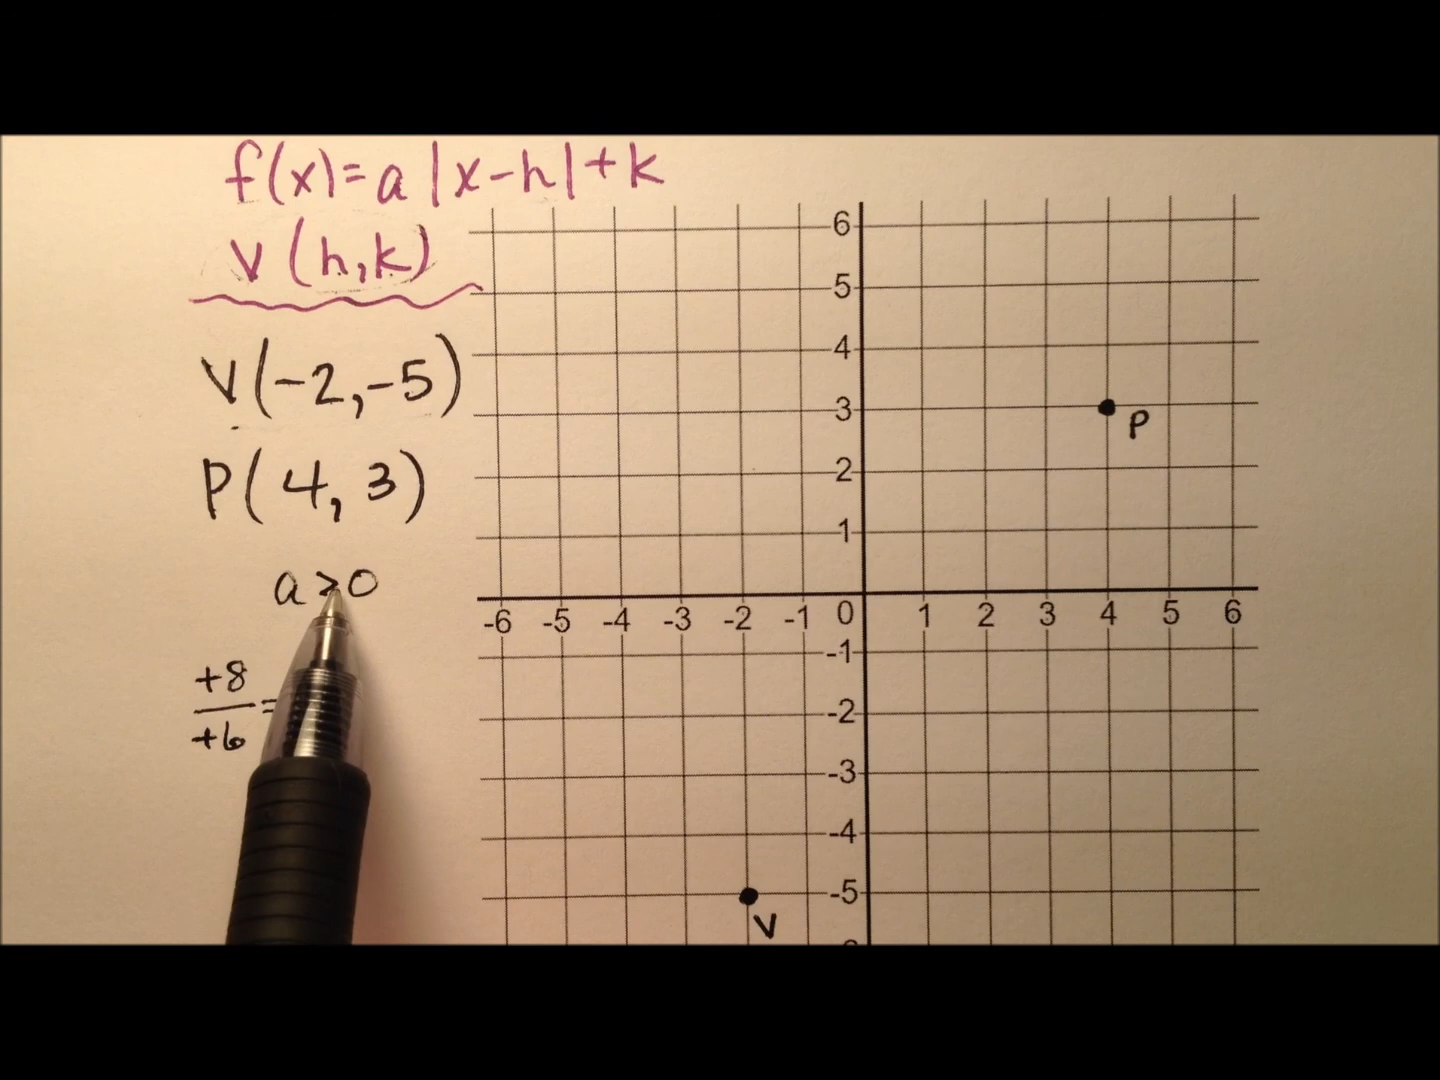 f(x)=a|x-h|+k
V(h,k)
V(-2,-5)
P(4,3)
a>0
+8
+6
=
6
5
4
3
2
1
-6 -5 -4 -3 -2 -1 0 1 2 3 4 5 6
-1
-2
-3
-4
-5
P
V